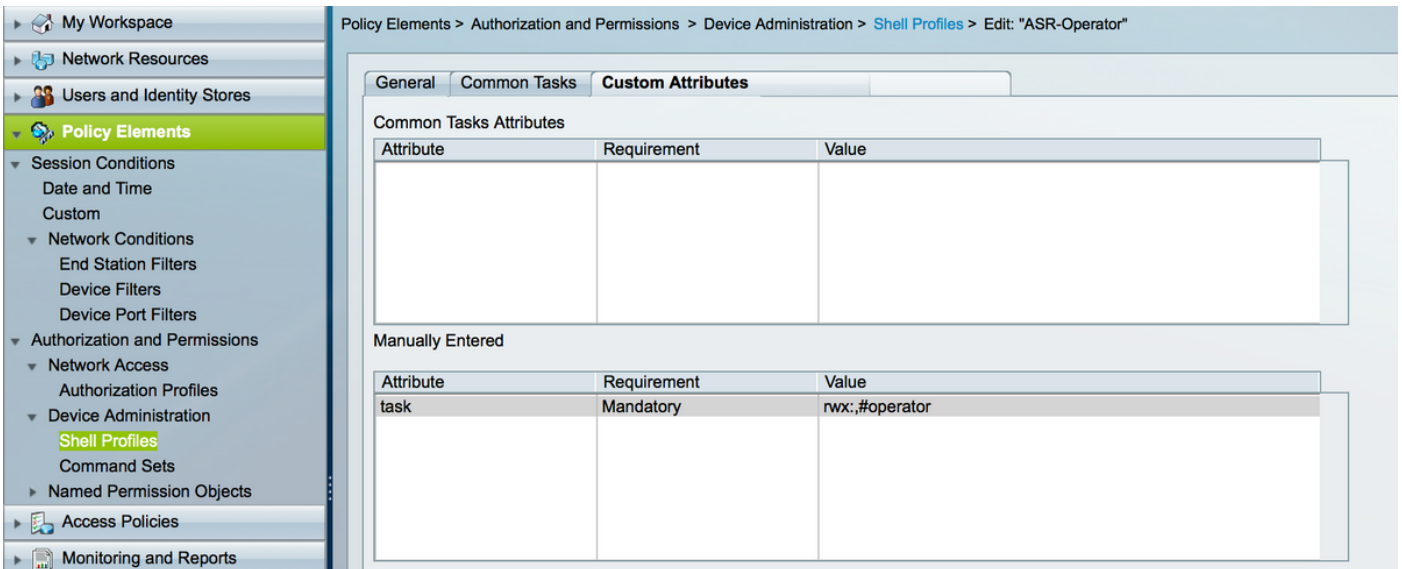 My Workspace
Network Resources
Users and Identity Stores
Policy Elements
Session Conditions
Date and Time
Custom
Network Conditions
End Station Filters
Device Filters
Device Port Filters
Authorization and Permissions
Network Access
Authorization Profiles
Device Administration
Shell Profiles
Command Sets
Named Permission Objects
Access Policies
Monitoring and Reports
Policy Elements > Authorization and Permissions > Device Administration > Shell Profiles > Edit: "ASR-Operator"
General Common Tasks Custom Attributes
Common Tasks Attributes
Attribute Requirement Value
Manually Entered
Attribute Requirement Value
task Mandatory rwx:,#operator